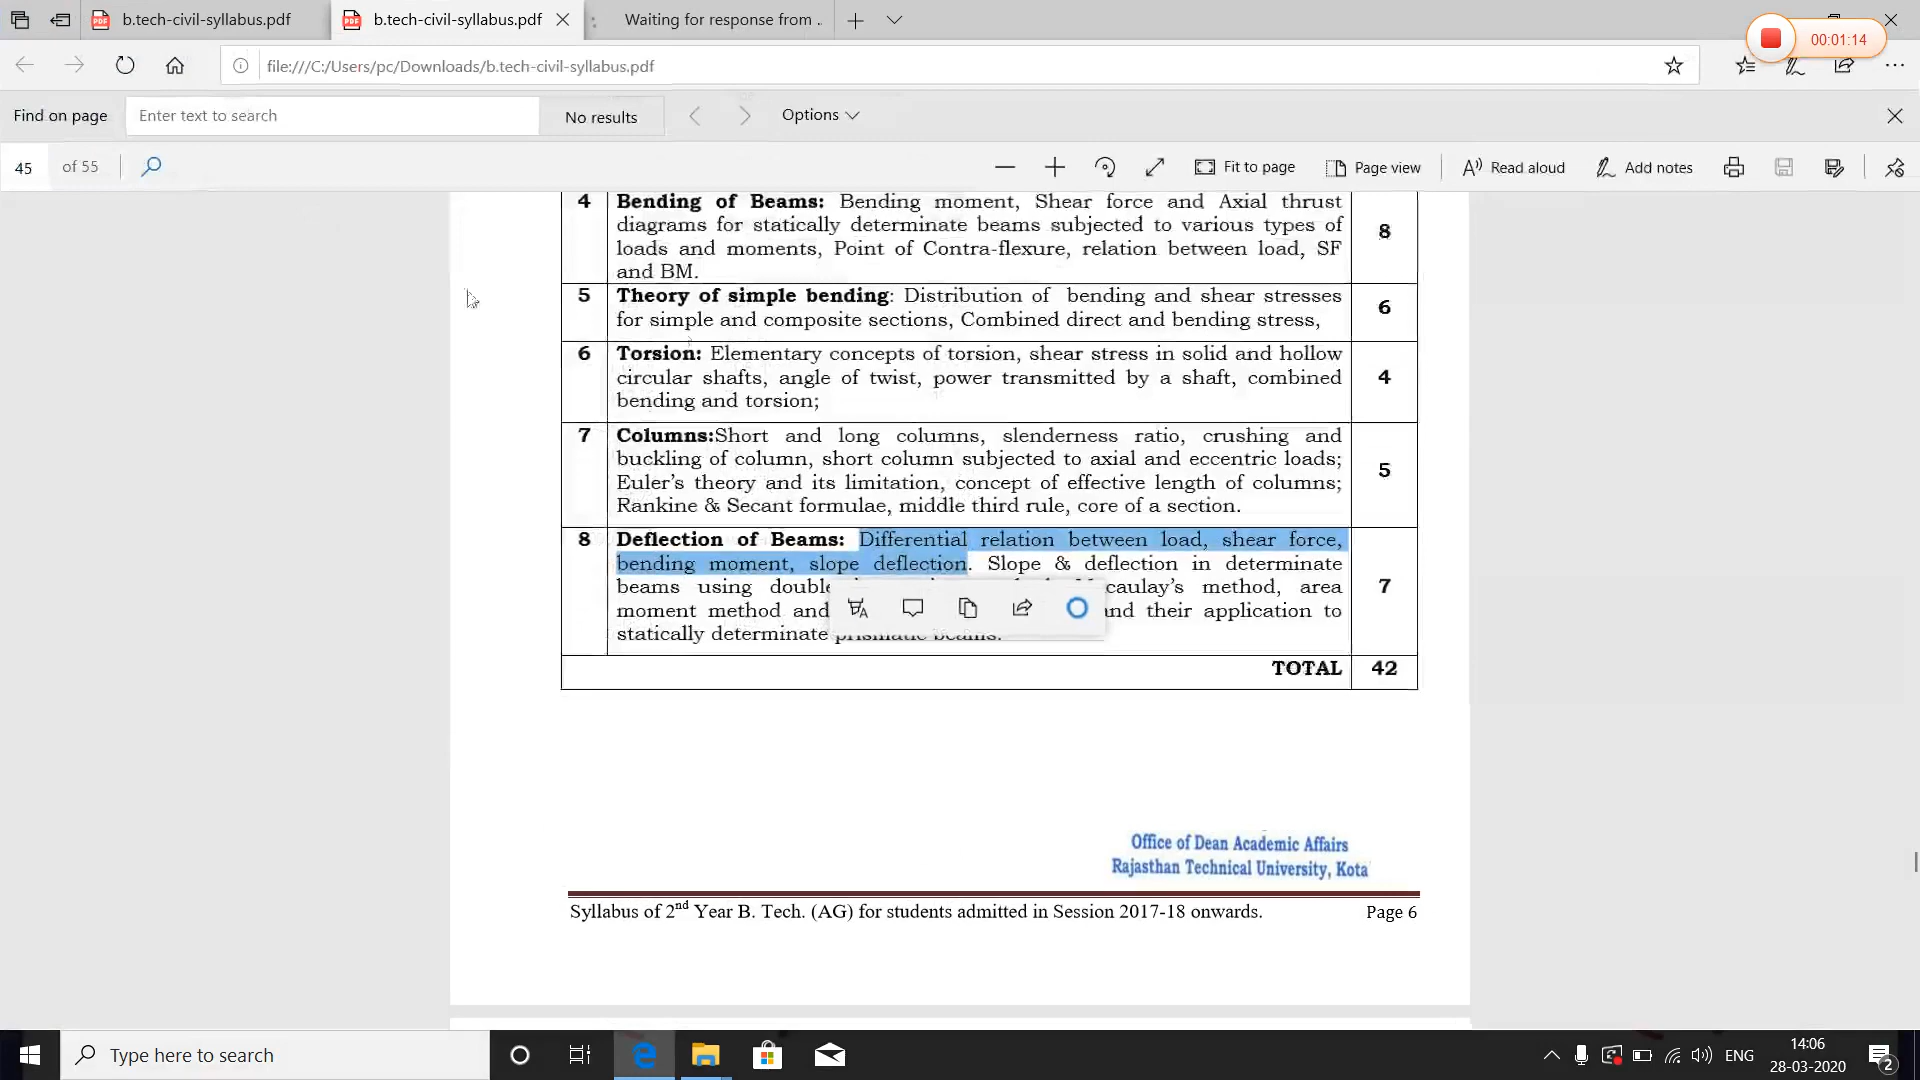 b.tech-civil-syllabus.pdf
b.tech-civil-syllabus.pdf
Waiting for response from .
00:01:14
file:///C:/Users/pc/Downloads/b.tech-civil-syllabus.pdf
Find on page
Enter text to search
No results
Options
45 of 55
Fit to page
Page view
Read aloud
Add notes
4 Bending of Beams: Bending moment, Shear force and Axial thrust
diagrams for statically determinate beams subjected to various types of
loads and moments, Point of Contra-flexure, relation between load, SF
and BM.
8
5 Theory of simple bending: Distribution of bending and shear stresses
for simple and composite sections, Combined direct and bending stress,
6
6 Torsion: Elementary concepts of torsion, shear stress in solid and hollow
circular shafts, angle of twist, power transmitted by a shaft, combined
bending and torsion;
4
7 Columns:Short and long columns, slenderness ratio, crushing and
buckling of column, short column subjected to axial and eccentric loads;
Euler's theory and its limitation, concept of effective length of columns;
Rankine & Secant formulae, middle third rule, core of a section.
5
8 Deflection of Beams: Differential relation between load, shear force,
bending moment, slope deflection. Slope & deflection in determinate
beams using double caulay's method, area
moment method and and their application to
statically determinate prismatic beams.
7
TOTAL 42
Office of Dean Academic Affairs
Rajasthan Technical University, Kota
Syllabus of 2nd Year B. Tech. (AG) for students admitted in Session 2017-18 onwards. Page 6
Type here to search
ENG
14:06
28-03-2020
2